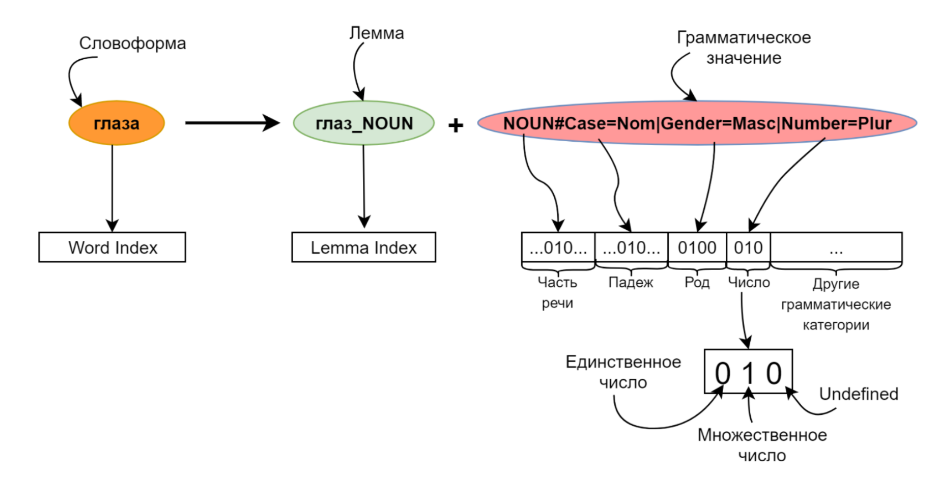 Словоформа
Лемма
Грамматическое
значение
глаза
глаз_NOUN
+
NOUN#Case=Nom|Gender=Masc|Number=Plur
Word Index
Lemma Index
...010...
...010...
0100
010
...
Часть
речи
Падеж
Род
Число
Другие
грамматические
категории
Единственное
число
0 1 0
Undefined
Множественное
число